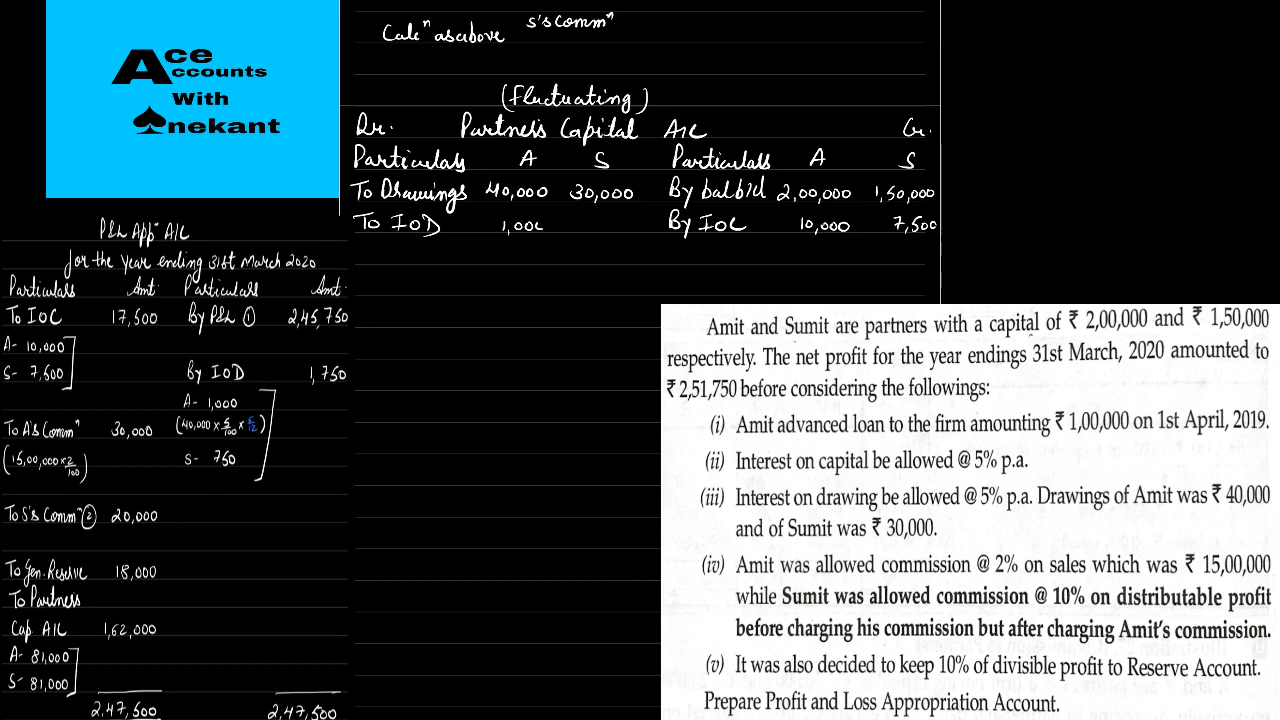 Ace
Accounts
With
Anekant
Calcⁿ as above S's Commⁿ
(Fluctuating)
Dr. Partner's Capital A/C Cr.
Particulars A S Particulars A S
To Drawings 40,000 30,000 By bal b/d 2,00,000 1,50,000
To IOD 1,000 By IOC 10,000 7,500
P&L Appⁿ A/C
for the Year ending 31st March 2020
Particulars Amt. Particulars Amt.
To IOC 17,500 By P&L ① 2,45,750
A- 10,000
S- 7,500 By IOD 1,750
A- 1,000
To A's Commⁿ 30,000 (40,000 x 5/100 x 6/12)
(15,00,000 x 2/100) S- 750
To S's Commⁿ ② 20,000
To Gen. Reserve 18,000
To Partners
Cap A/C 1,62,000
A- 81,000
S- 81,000
2,47,500 2,47,500
Amit and Sumit are partners with a capital of ₹ 2,00,000 and ₹ 1,50,000
respectively. The net profit for the year endings 31st March, 2020 amounted to
₹ 2,51,750 before considering the followings:
(i) Amit advanced loan to the firm amounting ₹ 1,00,000 on 1st April, 2019.
(ii) Interest on capital be allowed @ 5% p.a.
(iii) Interest on drawing be allowed @ 5% p.a. Drawings of Amit was ₹ 40,000
and of Sumit was ₹ 30,000.
(iv) Amit was allowed commission @ 2% on sales which was ₹ 15,00,000
while Sumit was allowed commission @ 10% on distributable profit
before charging his commission but after charging Amit's commission.
(v) It was also decided to keep 10% of divisible profit to Reserve Account.
Prepare Profit and Loss Appropriation Account.